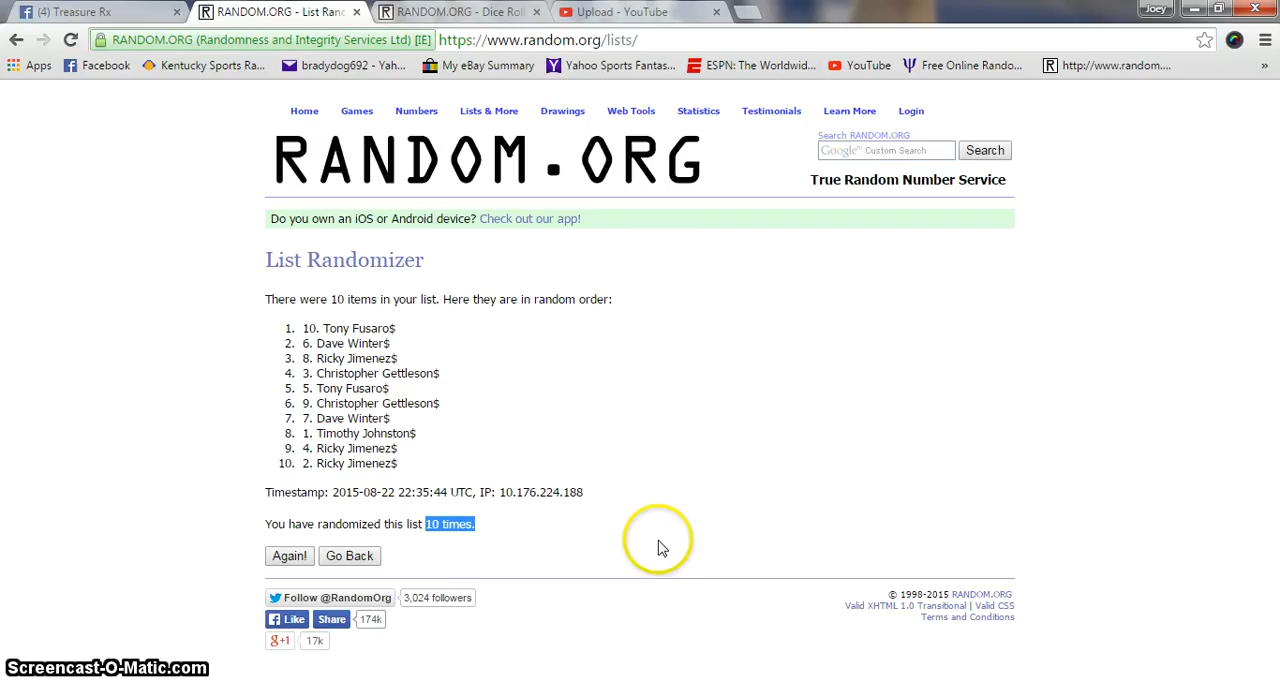 (4) Treasure Rx
RANDOM.ORG - List Ranc
RANDOM.ORG - Dice Roll
Upload - YouTube
Joey
RANDOM.ORG (Randomness and Integrity Services Ltd) [IE] https://www.random.org/lists/
Apps Facebook Kentucky Sports Ra... bradydog692 - Yah... My eBay Summary Yahoo Sports Fantas... ESPN: The Worldwid... YouTube Free Online Rando... http://www.random.... »
Home Games Numbers Lists & More Drawings Web Tools Statistics Testimonials Learn More Login
RANDOM.ORG
Search RANDOM.ORG
Google™ Custom Search Search
True Random Number Service
Do you own an iOS or Android device? Check out our app!
List Randomizer
There were 10 items in your list. Here they are in random order:
1. 10. Tony Fusaro$
2. 6. Dave Winter$
3. 8. Ricky Jimenez$
4. 3. Christopher Gettleson$
5. 5. Tony Fusaro$
6. 9. Christopher Gettleson$
7. 7. Dave Winter$
8. 1. Timothy Johnston$
9. 4. Ricky Jimenez$
10. 2. Ricky Jimenez$
Timestamp: 2015-08-22 22:35:44 UTC, IP: 10.176.224.188
You have randomized this list 10 times.
Again! Go Back
Follow @RandomOrg 3,024 followers
Like Share 174k
g+1 17k
© 1998-2015 RANDOM.ORG
Valid XHTML 1.0 Transitional | Valid CSS
Terms and Conditions
Screencast-O-Matic.com